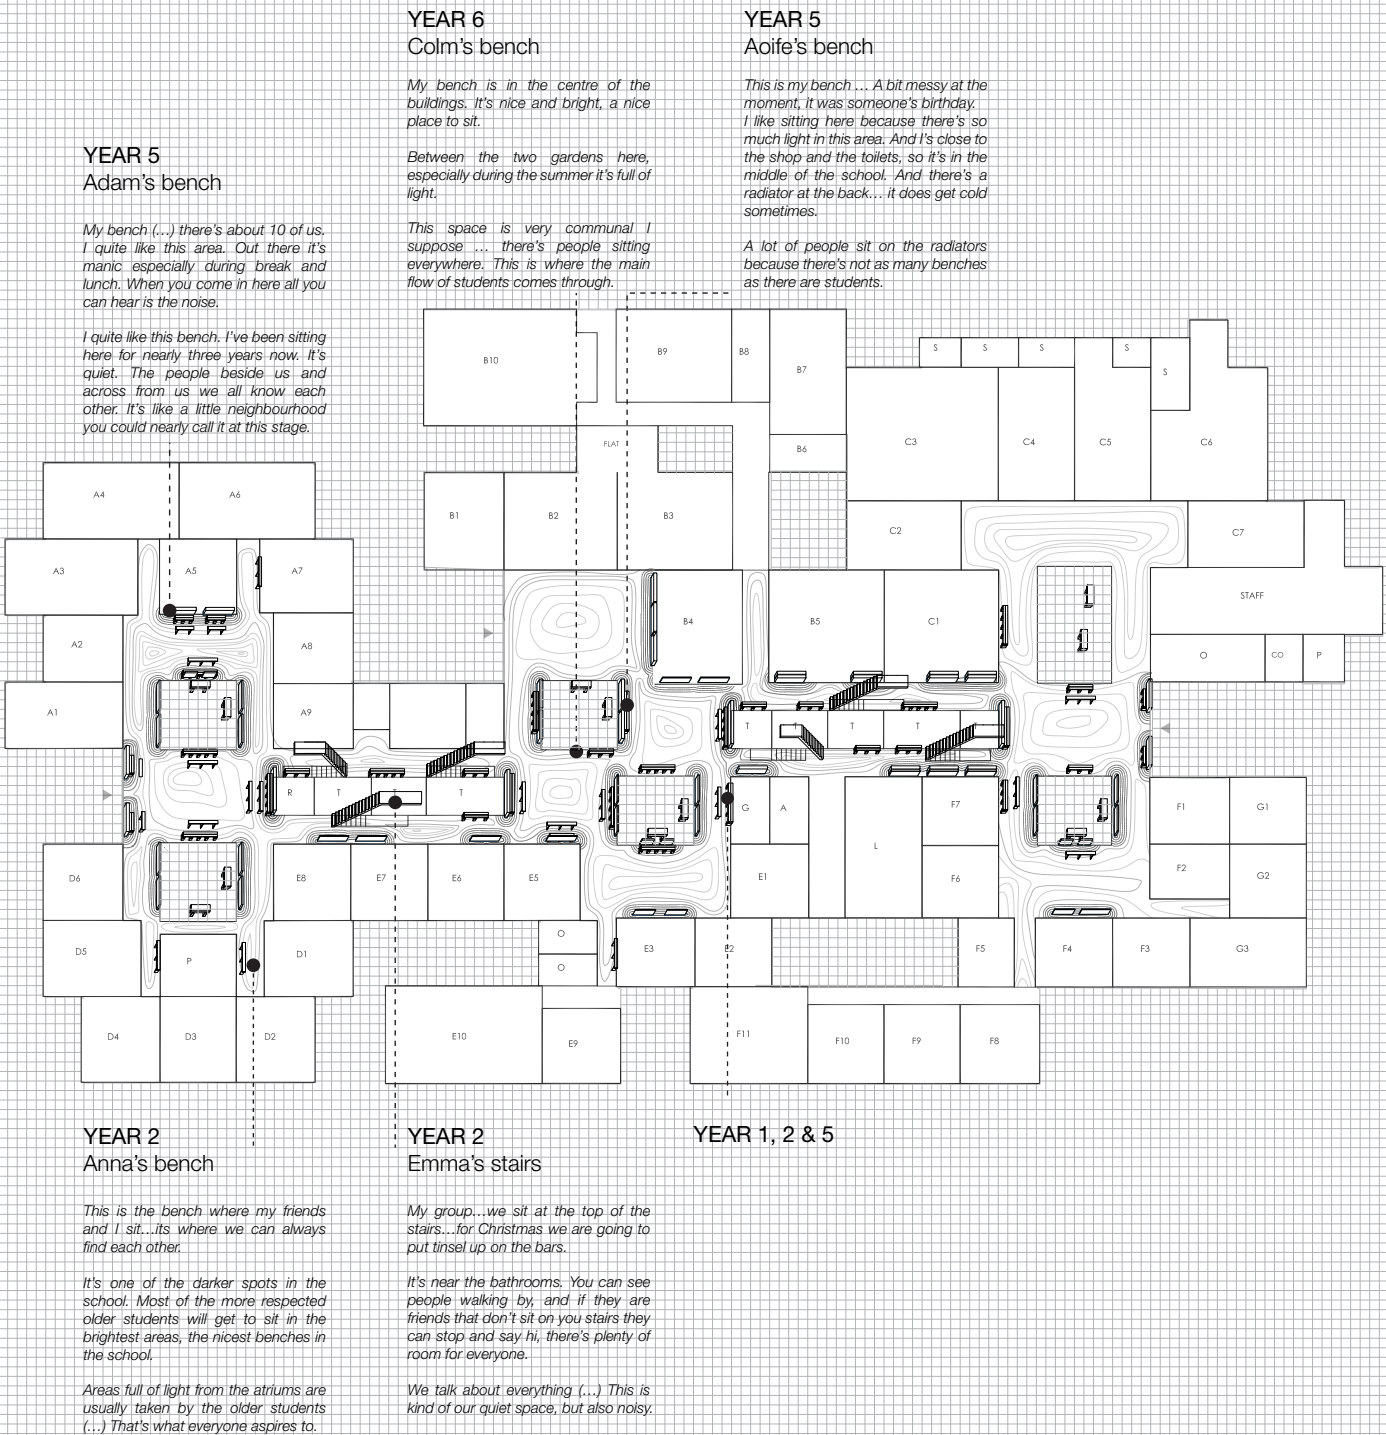 YEAR 6
Colm's bench
My bench is in the centre of the
buildings. It's nice and bright, a nice
place to sit.
Between the two gardens here,
especially during the summer it's full of
light.
This space is very communal I
suppose … there's people sitting
everywhere. This is where the main
flow of students comes through.
YEAR 5
Aoife's bench
This is my bench … A bit messy at the
moment, it was someone's birthday.
I like sitting here because there's so
much light in this area. And I's close to
the shop and the toilets, so it's in the
middle of the school. And there's a
radiator at the back… it does get cold
sometimes.
A lot of people sit on the radiators
because there's not as many benches
as there are students.
YEAR 5
Adam's bench
My bench (…) there's about 10 of us.
I quite like this area. Out there it's
manic especially during break and
lunch. When you come in here all you
can hear is the noise.
I quite like this bench. I've been sitting
here for nearly three years now. It's
quiet. The people beside us and
across from us we all know each
other. It's like a little neighbourhood
you could nearly call it at this stage.
B10
B9
B8
B7
B6
FLAT
B1
B2
B3
S
S
S
S
S
C3
C4
C5
C6
C2
C7
STAFF
O
CO
P
A4
A6
A3
A5
A7
A2
A8
A1
A9
B4
B5
C1
T
T
T
T
T
R
T
T
T
G
A
L
F7
F6
E1
F1
G1
F2
G2
D6
E8
E7
E6
E5
D5
P
D1
O
O
E3
E2
F5
F4
F3
G3
D4
D3
D2
E10
E9
F11
F10
F9
F8
YEAR 2
Anna's bench
This is the bench where my friends
and I sit…its where we can always
find each other.
It's one of the darker spots in the
school. Most of the more respected
older students will get to sit in the
brightest areas, the nicest benches in
the school.
Areas full of light from the atriums are
usually taken by the older students
(…) That's what everyone aspires to.
YEAR 2
Emma's stairs
My group…we sit at the top of the
stairs…for Christmas we are going to
put tinsel up on the bars.
It's near the bathrooms. You can see
people walking by, and if they are
friends that don't sit on you stairs they
can stop and say hi, there's plenty of
room for everyone.
We talk about everything (…) This is
kind of our quiet space, but also noisy.
YEAR 1, 2 & 5